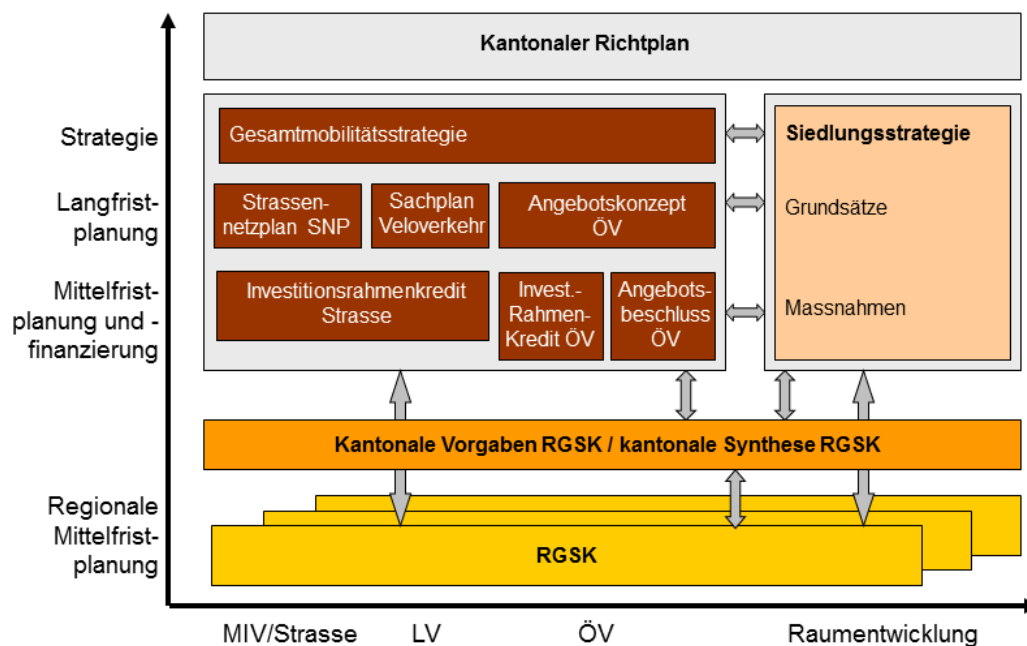 Kantonaler Richtplan
Strategie
Gesamtmobilitätsstrategie
Siedlungsstrategie
Langfrist-
planung
Strassen-
netzplan SNP
Sachplan
Veloverkehr
Angebotskonzept
ÖV
Grundsätze
Mittelfrist-
planung und -
finanzierung
Investitionsrahmenkredit
Strasse
Invest.-
Rahmen-
Kredit ÖV
Angebots-
beschluss
ÖV
Massnahmen
Kantonale Vorgaben RGSK / kantonale Synthese RGSK
Regionale
Mittelfrist-
planung
RGSK
MIV/Strasse
LV
ÖV
Raumentwicklung